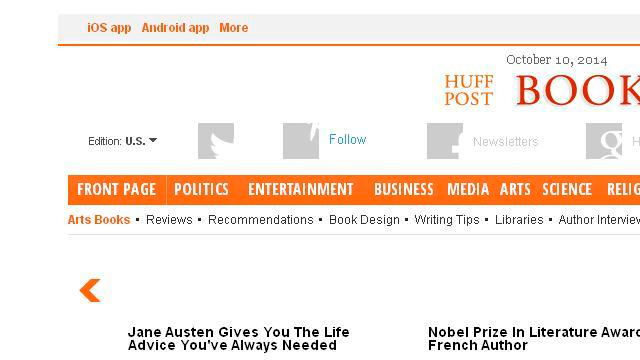 iOS app Android app More
October 10, 2014
HUFF POST BOOK
Edition: U.S. Follow Newsletters H
FRONT PAGE POLITICS ENTERTAINMENT BUSINESS MEDIA ARTS SCIENCE RELIG
Arts Books ▪ Reviews ▪ Recommendations ▪ Book Design ▪ Writing Tips ▪ Libraries ▪ Author Interview
Jane Austen Gives You The Life Advice You've Always Needed
Nobel Prize In Literature Awar
French Author